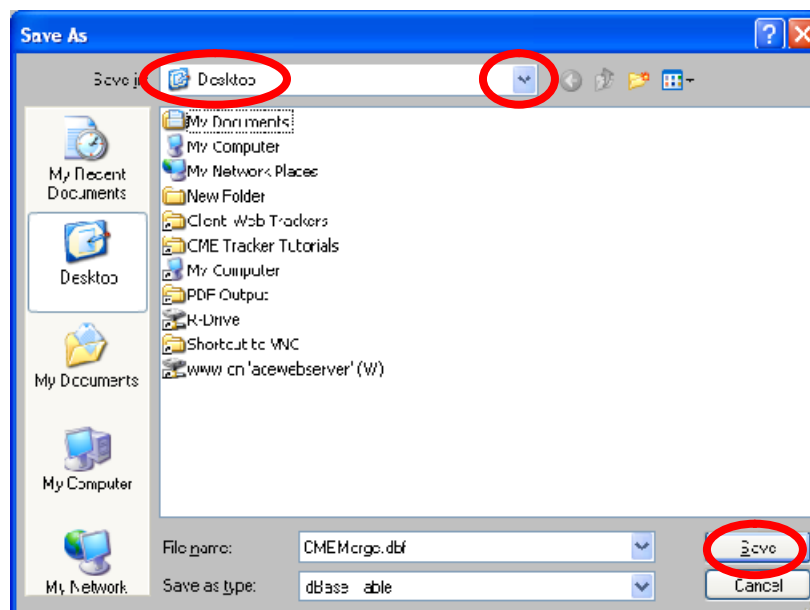 Save As
Save in
Desktop
My Recent
Documents
Desktop
My Documents
My Computer
My Network
My Documents
My Computer
My Network Places
New Folder
Client Web Trackers
CME Tracker Tutorials
My Computer
PDF Output
R-Drive
Shortcut to VNC
www on 'acewebserver' (W)
File name:
CMEMerge.dbf
Save
Save as type:
dBase Table
Cancel